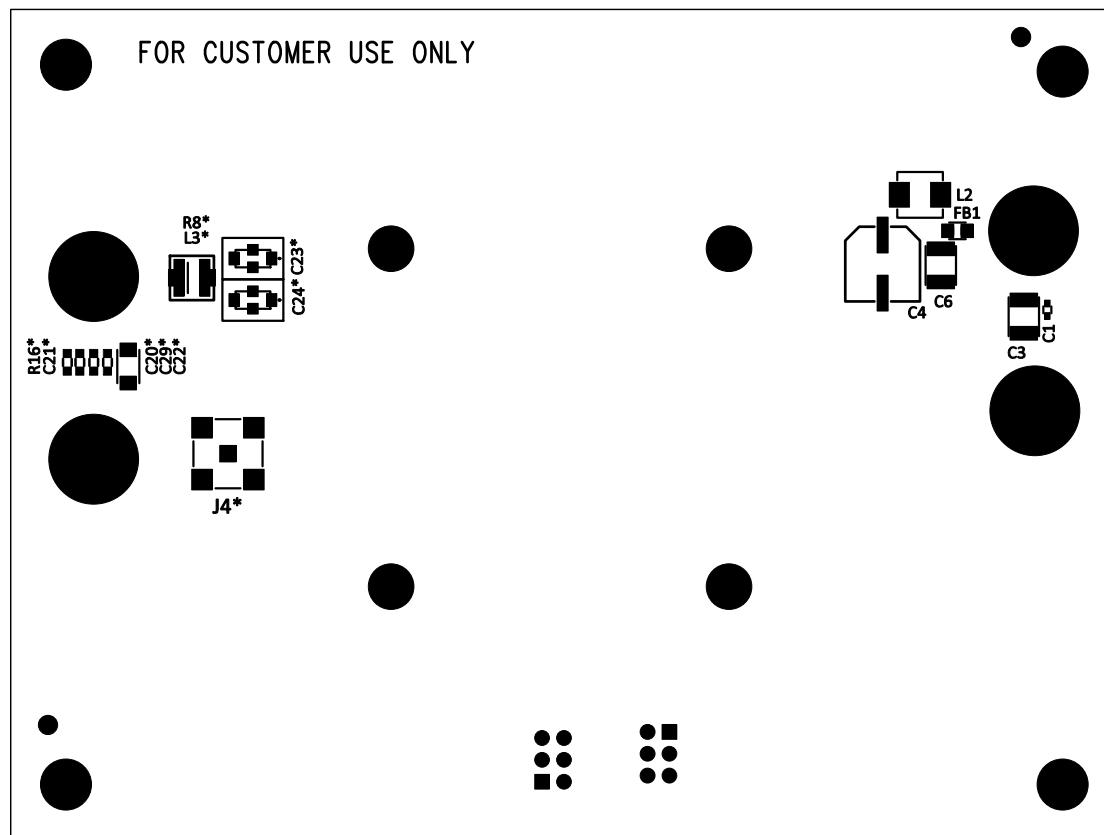 FOR CUSTOMER USE ONLY
R8*
L3*
C23*
C24*
L2
FB1
C6
C4
C3
C1
R16*
C21*
C20*
C29*
C22*
J4*